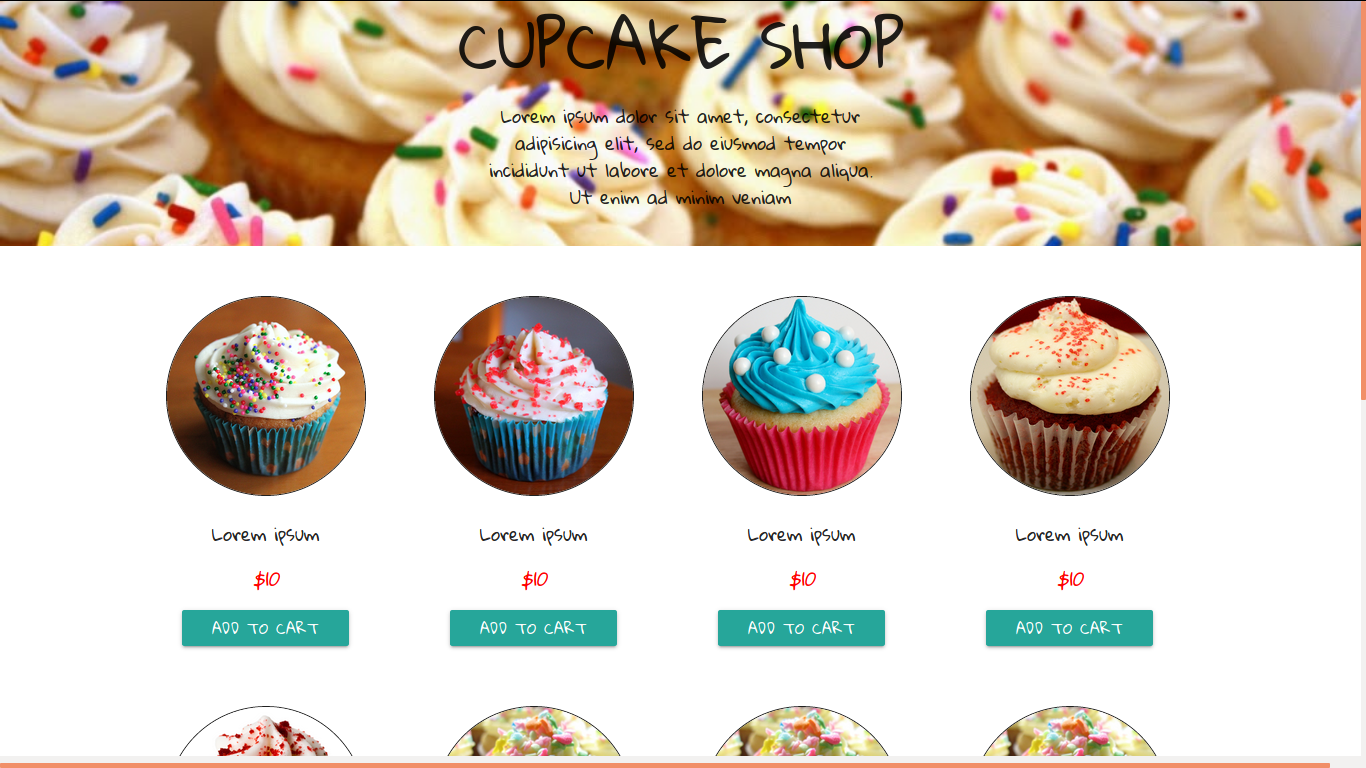 CUPCAKE SHOP
Lorem ipsum dolor sit amet, consectetur
adipisicing elit, sed do eiusmod tempor
incididunt ut labore et dolore magna aliqua.
Ut enim ad minim veniam
Lorem ipsum
$10
ADD TO CART
Lorem ipsum
$10
ADD TO CART
Lorem ipsum
$10
ADD TO CART
Lorem ipsum
$10
ADD TO CART